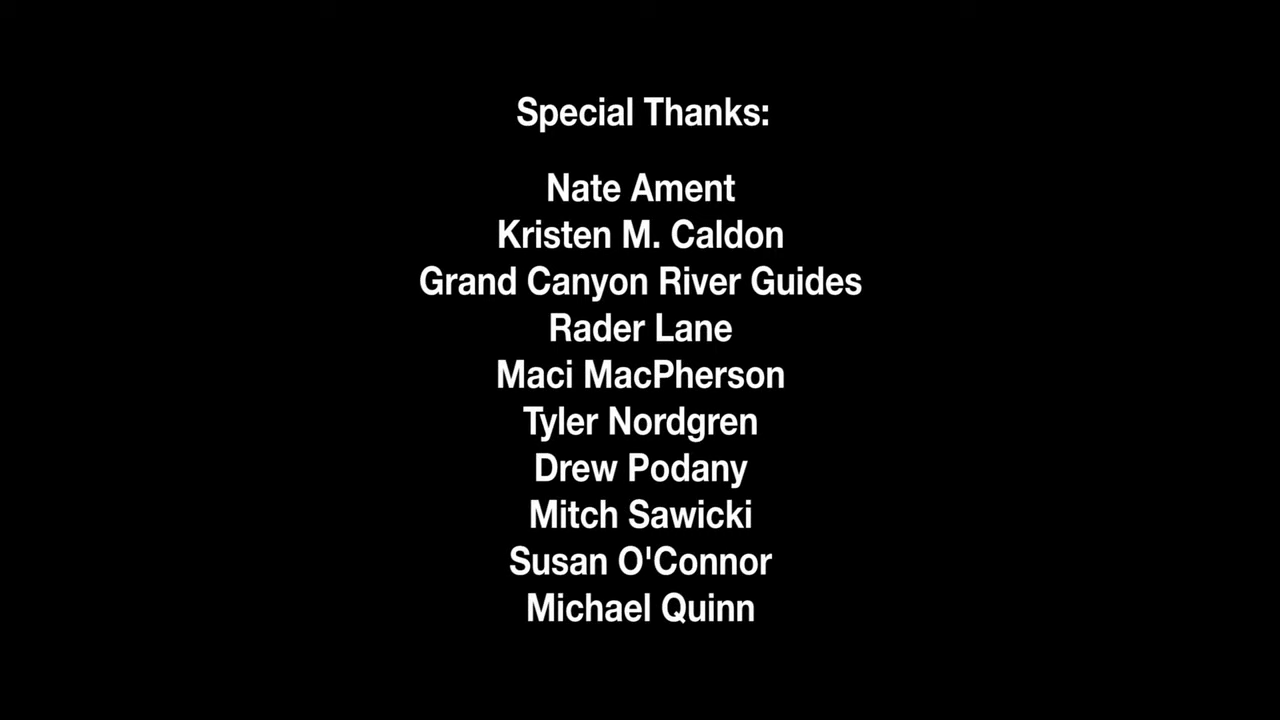 Special Thanks:
Nate Ament
Kristen M. Caldon
Grand Canyon River Guides
Rader Lane
Maci MacPherson
Tyler Nordgren
Drew Podany
Mitch Sawicki
Susan O'Connor
Michael Quinn